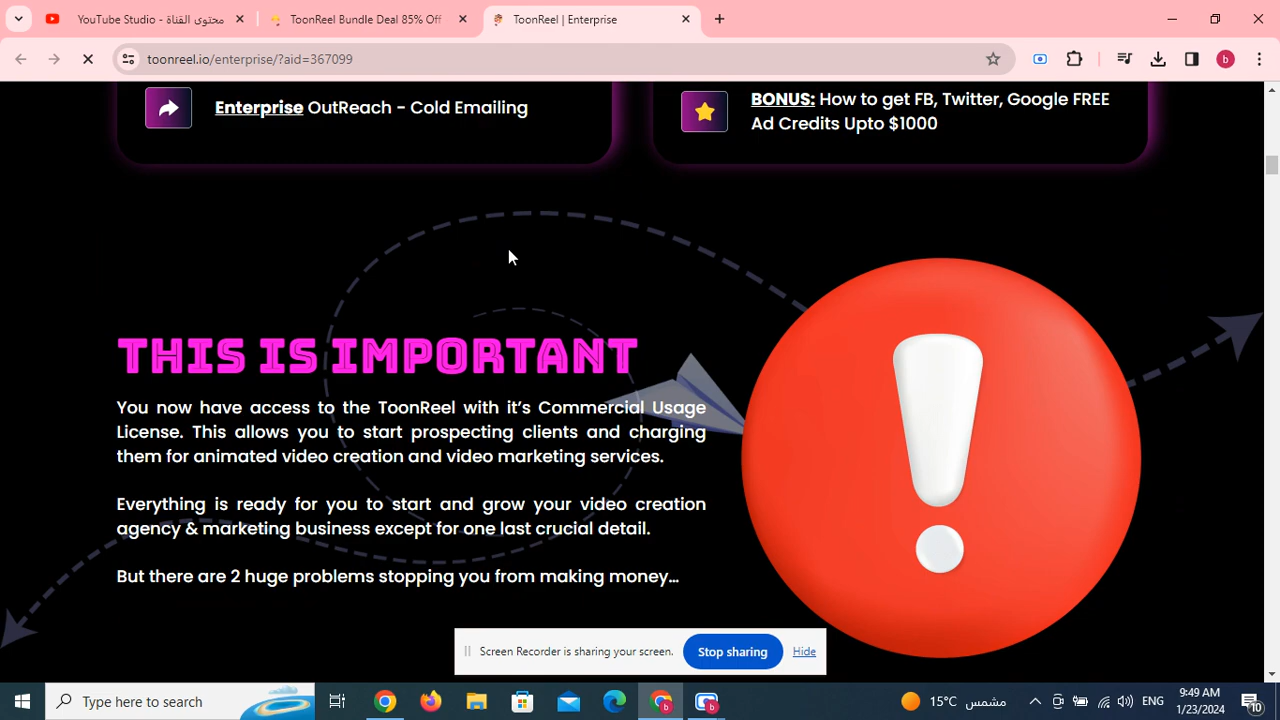 YouTube Studio - محتوى القناة
ToonReel Bundle Deal 85% Off
ToonReel | Enterprise
toonreel.io/enterprise/?aid=367099
b
Enterprise OutReach - Cold Emailing
BONUS: How to get FB, Twitter, Google FREE
Ad Credits Upto $1000
THIS IS IMPORTANT
You now have access to the ToonReel with it's Commercial Usage
License. This allows you to start prospecting clients and charging
them for animated video creation and video marketing services.
Everything is ready for you to start and grow your video creation
agency & marketing business except for one last crucial detail.
But there are 2 huge problems stopping you from making money...
Screen Recorder is sharing your screen.
Stop sharing
Hide
Type here to search
b
b
15°C مشمس
ENG
9:49 AM
1/23/2024
10